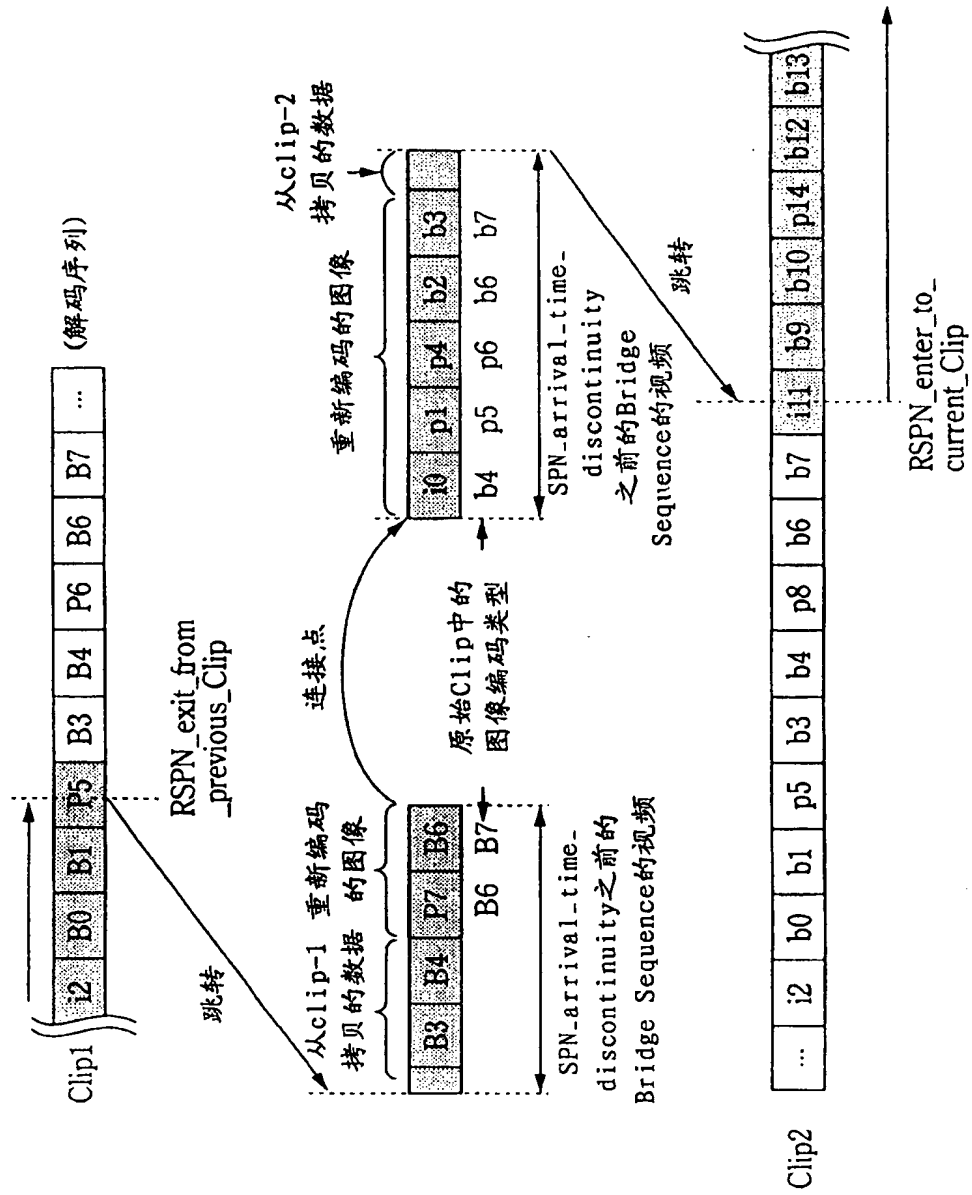 Clip1
i2 B0 B1 P5 B3 B4 P6 B6 B7 ...
(解码序列)
RSPN_exit_from
_previous_Clip
跳转
从clip-1
拷贝的数据
重新编码
的图像
B3 B4 P7 B6
B6 B7
SPN_arrival_time_
discontinuity之前的
Bridge Sequence的视频
连接点
原始Clip中的
图像编码类型
重新编码的图像
从clip-2
拷贝的数据
i0 p1 p4 b2 b3
b4 p5 p6 b6 b7
SPN_arrival_time_
discontinuity
之前的Bridge
Sequence的视频
跳转
Clip2
... i2 b0 b1 p5 b3 b4 p8 b6 b7 i11 b9 b10 p14 b12 b13
RSPN_enter_to_
current_Clip